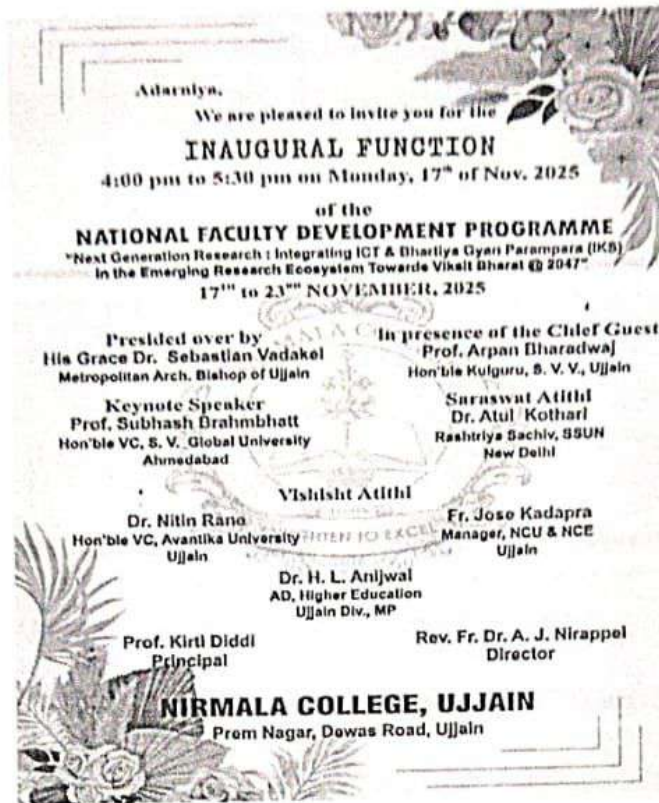 Adarniya,
We are pleased to invite you for the
INAUGURAL FUNCTION
4:00 pm to 5:30 pm on Monday, 17th of Nov. 2025
of the
NATIONAL FACULTY DEVELOPMENT PROGRAMME
"Next Generation Research : Integrating ICT & Bhartiya Gyan Parampara (IKS)
in the Emerging Research Ecosystem Towards Viksit Bharat @ 2047"
17TH to 23RD NOVEMBER, 2025
Presided over by
His Grace Dr. Sebastian Vadakel
Metropolitan Arch. Bishop of Ujjain
In presence of the Chief Guest
Prof. Arpan Bharadwaj
Hon'ble Kulguru, S. V. V., Ujjain
Keynote Speaker
Prof. Subhash Brahmbhatt
Hon'ble VC, S. V. Global University
Ahmedabad
Saraswat Atithi
Dr. Atul Kothari
Rashtriya Sachiv, SSUN
New Delhi
Vishisht Atithi
Dr. Nitin Rane
Hon'ble VC, Avantika University
Ujjain
Fr. Jose Kadapra
Manager, NCU & NCE
Ujjain
Dr. H. L. Anijwal
AD, Higher Education
Ujjain Div., MP
Prof. Kirti Diddi
Principal
Rev. Fr. Dr. A. J. Nirappel
Director
NIRMALA COLLEGE, UJJAIN
Prem Nagar, Dewas Road, Ujjain